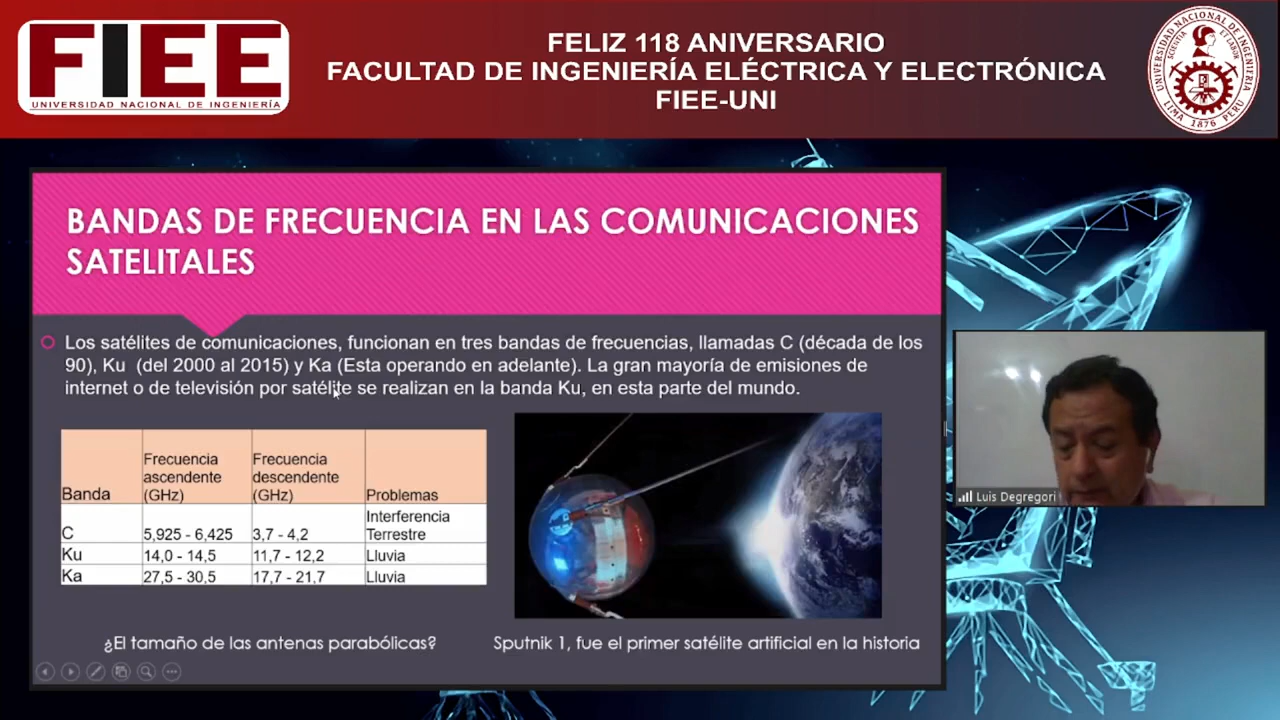 FIEE
UNIVERSIDAD NACIONAL DE INGENIERÍA
FELIZ 118 ANIVERSARIO
FACULTAD DE INGENIERÍA ELÉCTRICA Y ELECTRÓNICA
FIEE-UNI
UNIVERSIDAD NACIONAL DE INGENIERIA
SCIENTIA ET LABOR
LIMA 1876 PERU
BANDAS DE FRECUENCIA EN LAS COMUNICACIONES
SATELITALES
Los satélites de comunicaciones, funcionan en tres bandas de frecuencias, llamadas C (década de los
90), Ku (del 2000 al 2015) y Ka (Esta operando en adelante). La gran mayoría de emisiones de
internet o de televisión por satélite se realizan en la banda Ku, en esta parte del mundo.
Banda Frecuencia ascendente (GHz) Frecuencia descendente (GHz) Problemas
C 5,925 - 6,425 3,7 - 4,2 Interferencia Terrestre
Ku 14,0 - 14,5 11,7 - 12,2 Lluvia
Ka 27,5 - 30,5 17,7 - 21,7 Lluvia
¿El tamaño de las antenas parabólicas?
Sputnik 1, fue el primer satélite artificial en la historia
Luis Degregori